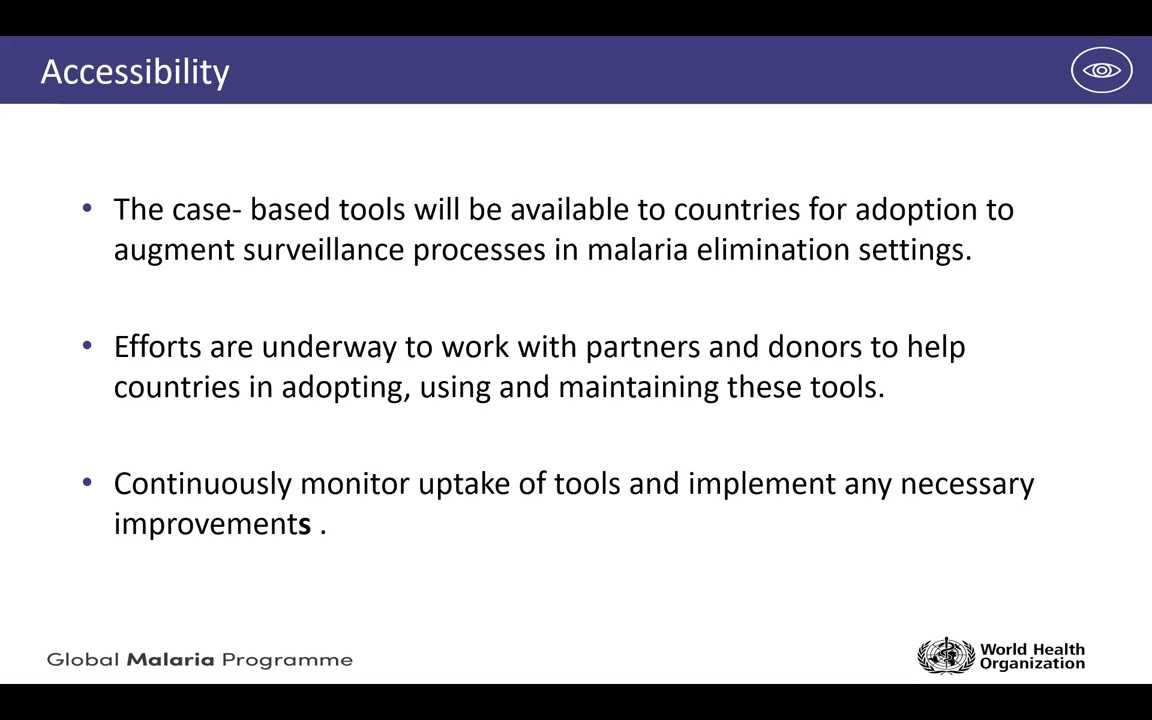 Accessibility
• The case- based tools will be available to countries for adoption to
augment surveillance processes in malaria elimination settings.
• Efforts are underway to work with partners and donors to help
countries in adopting, using and maintaining these tools.
• Continuously monitor uptake of tools and implement any necessary
improvements .
Global Malaria Programme
World Health
Organization